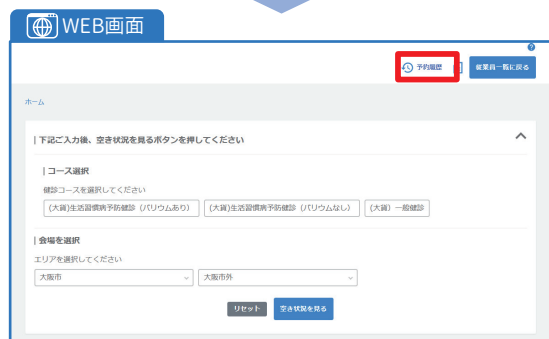 WEB画面
?
予約履歴
従業員一覧に戻る
ホーム
下記ご入力後、空き状況を見るボタンを押してください
コース選択
健診コースを選択してください
(大貨)生活習慣病予防健診（バリウムあり）
(大貨)生活習慣病予防健診（バリウムなし）
(大貨）一般健診
会場を選択
エリアを選択してください
大阪市
大阪市外
リセット
空き状況を見る